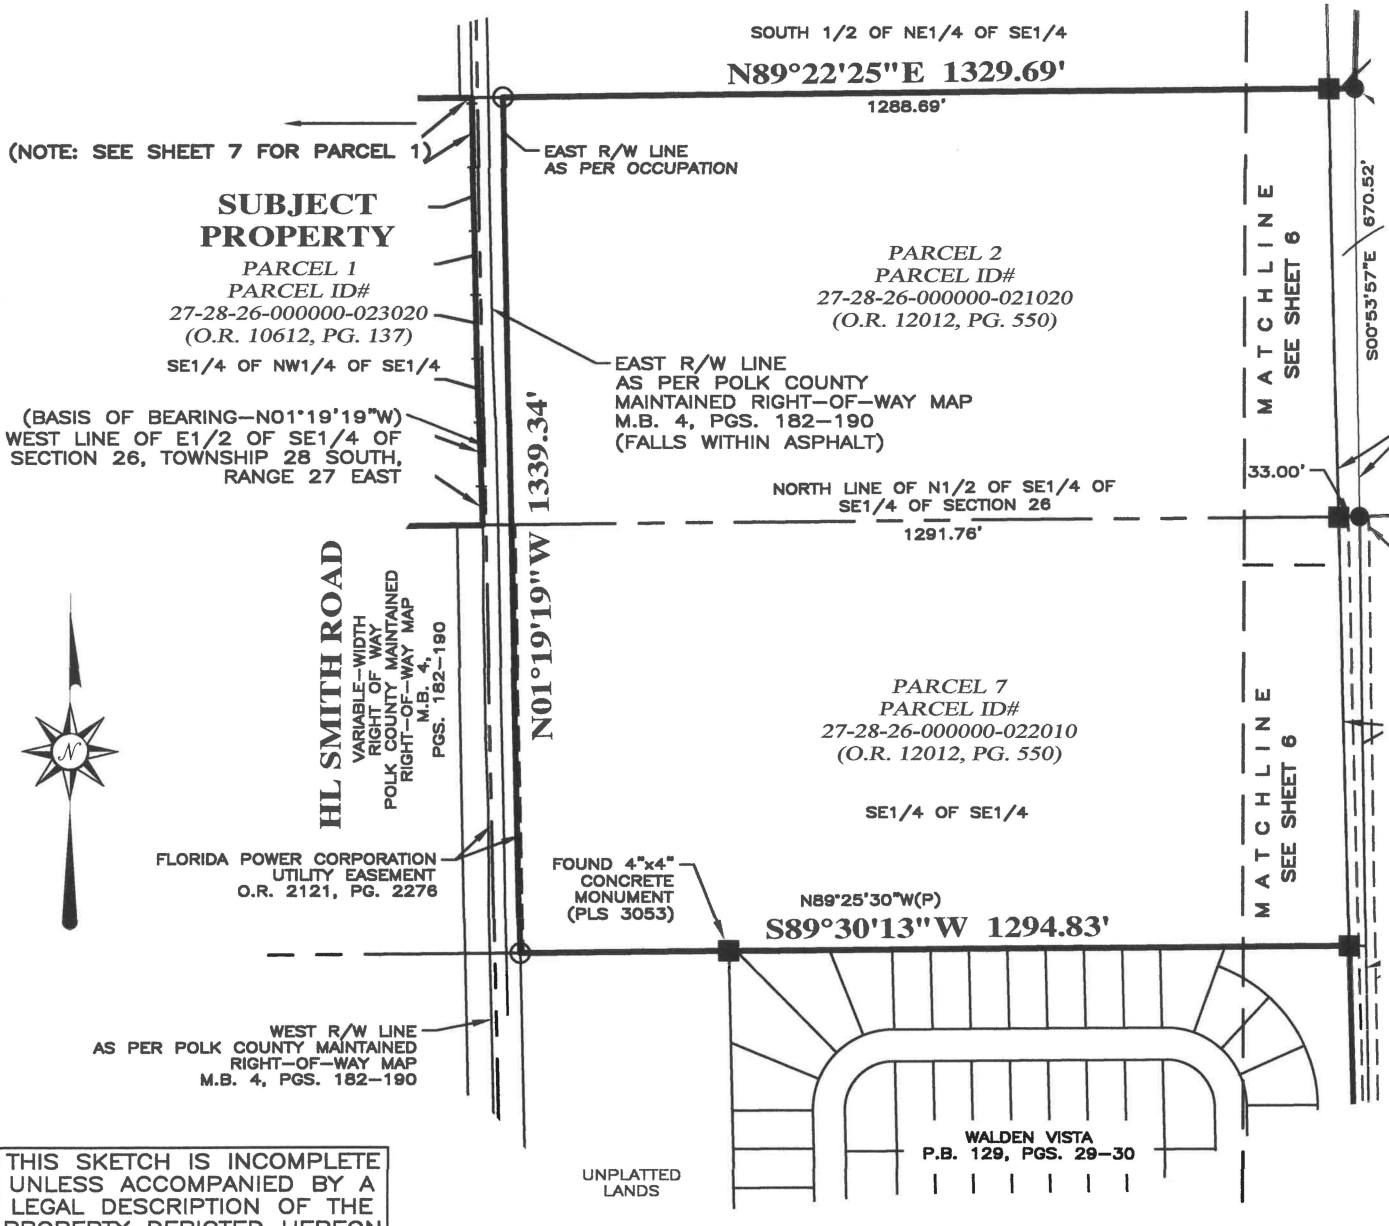 SOUTH 1/2 OF NE1/4 OF SE1/4
N89°22'25"E 1329.69'
1288.69'
(NOTE: SEE SHEET 7 FOR PARCEL 1)
EAST R/W LINE
AS PER OCCUPATION
SUBJECT
PROPERTY
PARCEL 1
PARCEL ID#
27-28-26-000000-023020
(O.R. 10612, PG. 137)
SE1/4 OF NW1/4 OF SE1/4
PARCEL 2
PARCEL ID#
27-28-26-000000-021020
(O.R. 12012, PG. 550)
MATCHLINE
SEE SHEET 6
S00°53'57"E 670.52'
EAST R/W LINE
AS PER POLK COUNTY
MAINTAINED RIGHT-OF-WAY MAP
M.B. 4, PGS. 182-190
(FALLS WITHIN ASPHALT)
(BASIS OF BEARING-N01°19'19"W)
WEST LINE OF E1/2 OF SE1/4 OF
SECTION 26, TOWNSHIP 28 SOUTH,
RANGE 27 EAST
N01°19'19"W 1339.34'
33.00'
NORTH LINE OF N1/2 OF SE1/4 OF
SE1/4 OF SECTION 26
1291.76'
HL SMITH ROAD
VARIABLE-WIDTH
RIGHT OF WAY
POLK COUNTY MAINTAINED
RIGHT-OF-WAY MAP
M.B. 4,
PGS. 182-190
N
PARCEL 7
PARCEL ID#
27-28-26-000000-022010
(O.R. 12012, PG. 550)
SE1/4 OF SE1/4
MATCHLINE
SEE SHEET 6
FLORIDA POWER CORPORATION
UTILITY EASEMENT
O.R. 2121, PG. 2276
FOUND 4"x4"
CONCRETE
MONUMENT
(PLS 3053)
N89°25'30"W(P)
S89°30'13"W 1294.83'
WEST R/W LINE
AS PER POLK COUNTY MAINTAINED
RIGHT-OF-WAY MAP
M.B. 4, PGS. 182-190
WALDEN VISTA
P.B. 129, PGS. 29-30
UNPLATTED
LANDS
THIS SKETCH IS INCOMPLETE
UNLESS ACCOMPANIED BY A
LEGAL DESCRIPTION OF THE
PROPERTY DEPICTED HEREON